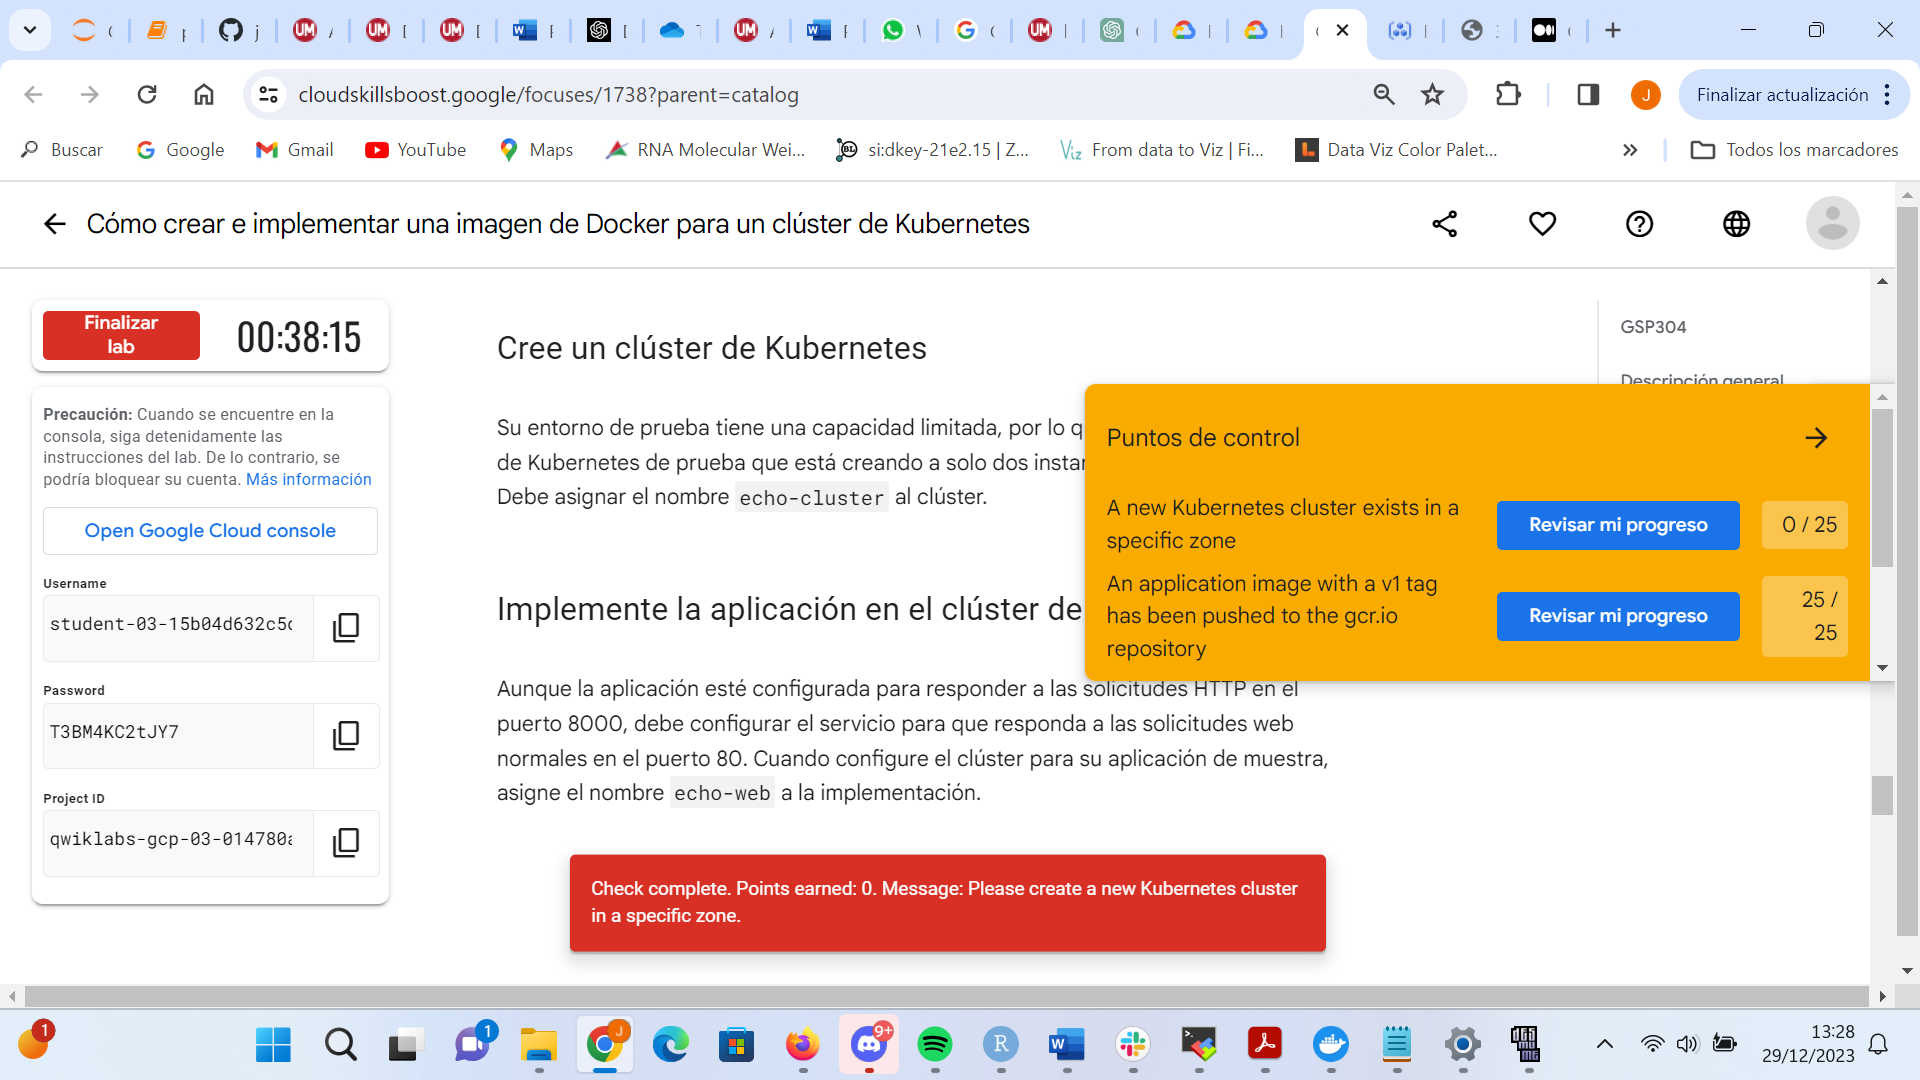 cloudskillsboost.google/focuses/1738?parent=catalog
Finalizar actualización
Buscar
Google
Gmail
YouTube
Maps
RNA Molecular Wei...
si:dkey-21e2.15 | Z...
From data to Viz | Fi...
Data Viz Color Palet...
Todos los marcadores
Cómo crear e implementar una imagen de Docker para un clúster de Kubernetes
Finalizar
lab
00:38:15
Precaución: Cuando se encuentre en la
consola, siga detenidamente las
instrucciones del lab. De lo contrario, se
podría bloquear su cuenta. Más información
Open Google Cloud console
Username
student-03-15b04d632c5
Password
T3BM4KC2tJY7
Project ID
qwiklabs-gcp-03-014780
Cree un clúster de Kubernetes
Su entorno de prueba tiene una capacidad limitada, por lo q
de Kubernetes de prueba que está creando a solo dos instan
Debe asignar el nombre echo-cluster al clúster.
Implemente la aplicación en el clúster de
Aunque la aplicación esté configurada para responder a las solicitudes HTTP en el
puerto 8000, debe configurar el servicio para que responda a las solicitudes web
normales en el puerto 80. Cuando configure el clúster para su aplicación de muestra,
asigne el nombre echo-web a la implementación.
GSP304
Descripción general
Puntos de control
A new Kubernetes cluster exists in a
specific zone
Revisar mi progreso
0 / 25
An application image with a v1 tag
has been pushed to the gcr.io
repository
Revisar mi progreso
25 /
25
Check complete. Points earned: 0. Message: Please create a new Kubernetes cluster
in a specific zone.
13:28
29/12/2023